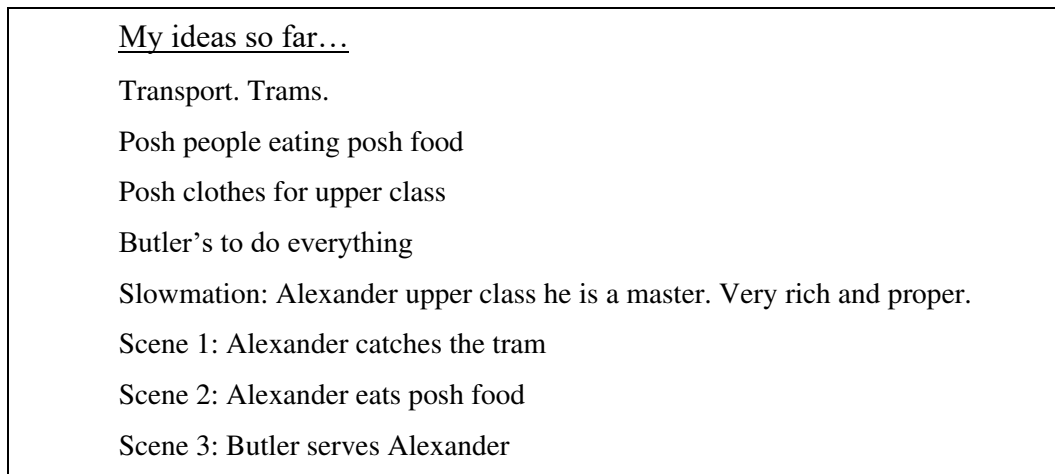 My ideas so far…
Transport. Trams.
Posh people eating posh food
Posh clothes for upper class
Butler’s to do everything
Slowmation: Alexander upper class he is a master. Very rich and proper.
Scene 1: Alexander catches the tram
Scene 2: Alexander eats posh food
Scene 3: Butler serves Alexander